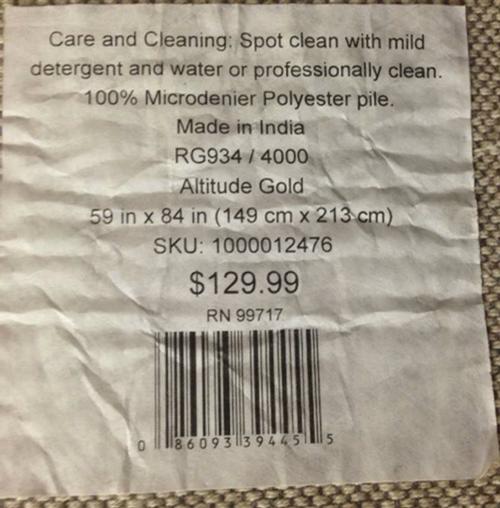 Care and Cleaning: Spot clean with mild
detergent and water or professionally clean.
100% Microdenier Polyester pile.
Made in India
RG934 / 4000
Altitude Gold
59 in x 84 in (149 cm x 213 cm)
SKU: 1000012476
$129.99
RN 99717
0 86093 39445 5